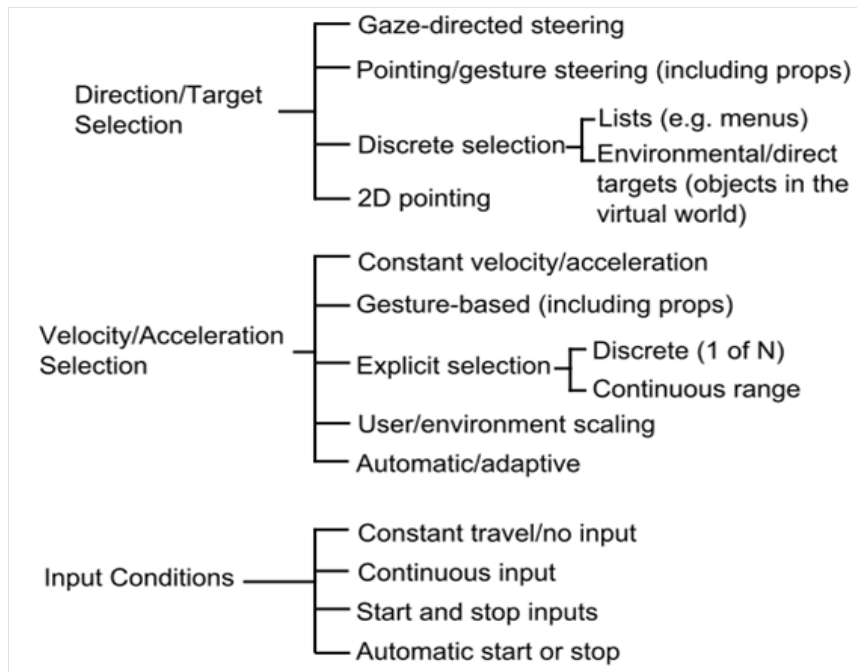 Direction/Target
Selection
Gaze-directed steering
Pointing/gesture steering (including props)
Discrete selection
Lists (e.g. menus)
Environmental/direct
targets (objects in the
virtual world)
2D pointing
Velocity/Acceleration
Selection
Constant velocity/acceleration
Gesture-based (including props)
Explicit selection
Discrete (1 of N)
Continuous range
User/environment scaling
Automatic/adaptive
Input Conditions
Constant travel/no input
Continuous input
Start and stop inputs
Automatic start or stop